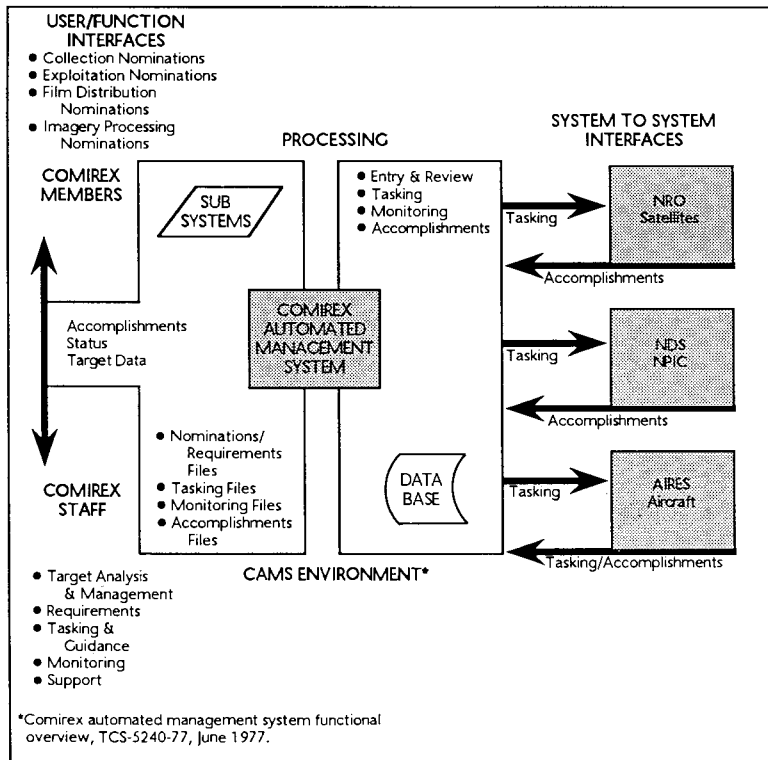 USER/FUNCTION
INTERFACES
● Collection Nominations
● Exploitation Nominations
● Film Distribution
Nominations
● Imagery Processing
Nominations
COMIREX
MEMBERS
Accomplishments
Status
Target Data
COMIREX
STAFF
● Target Analysis
& Management
● Requirements
● Tasking &
Guidance
● Monitoring
● Support
PROCESSING
SUB
SYSTEMS
● Entry & Review
● Tasking
● Monitoring
● Accomplishments
COMIREX
AUTOMATED
MANAGEMENT
SYSTEM
● Nominations/
Requirements
Files
● Tasking Files
● Monitoring Files
● Accomplishments
Files
DATA
BASE
CAMS ENVIRONMENT*
SYSTEM TO SYSTEM
INTERFACES
Tasking
NRO
Satellites
Accomplishments
Tasking
NDS
NPIC
Accomplishments
Tasking
AIRES
Aircraft
Tasking/Accomplishments
*Comirex automated management system functional
overview, TCS-5240-77, June 1977.